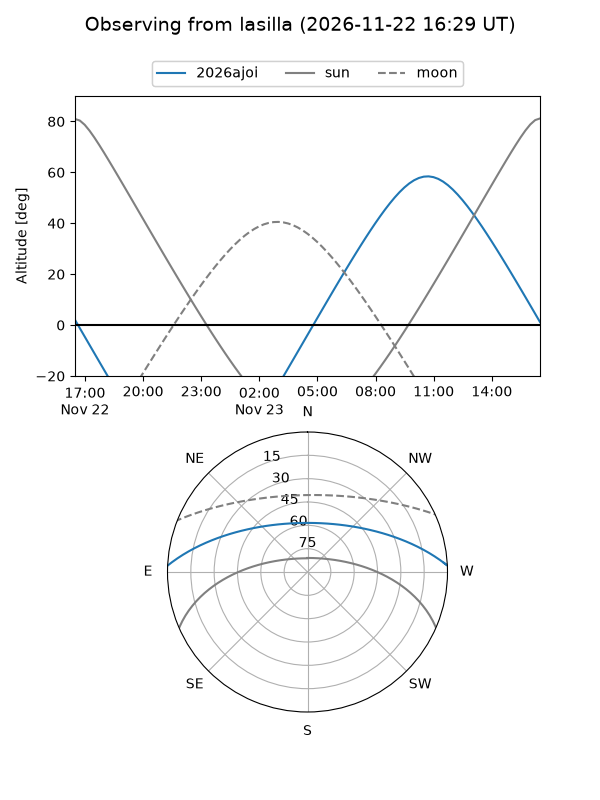 Observing from lasilla (2026-11-22 16:29 UT)
2026ajoi sun moon
Altitude [deg]
80
60
40
20
0
−20
17:00 20:00 23:00 02:00 05:00 08:00 11:00 14:00
Nov 22 Nov 23
N
NE NW
15
30
45
60
75
E W
SE SW
S